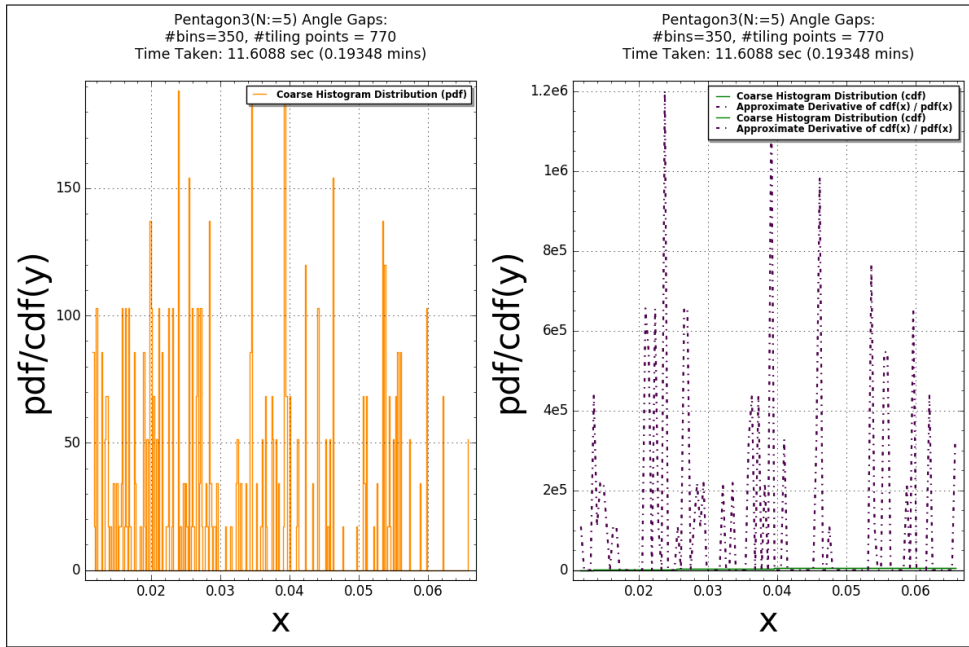 Pentagon3(N:=5) Angle Gaps:
#bins=350, #tiling points = 770
Time Taken: 11.6088 sec (0.19348 mins)
Coarse Histogram Distribution (pdf)
150
100
50
0
pdf/cdf(y)
0.02
0.03
0.04
0.05
0.06
x
Pentagon3(N:=5) Angle Gaps:
#bins=350, #tiling points = 770
Time Taken: 11.6088 sec (0.19348 mins)
Coarse Histogram Distribution (cdf)
Approximate Derivative of cdf(x) / pdf(x)
Coarse Histogram Distribution (cdf)
Approximate Derivative of cdf(x) / pdf(x)
1.2e6
1e6
8e5
6e5
4e5
2e5
0
pdf/cdf(y)
0.02
0.03
0.04
0.05
0.06
x